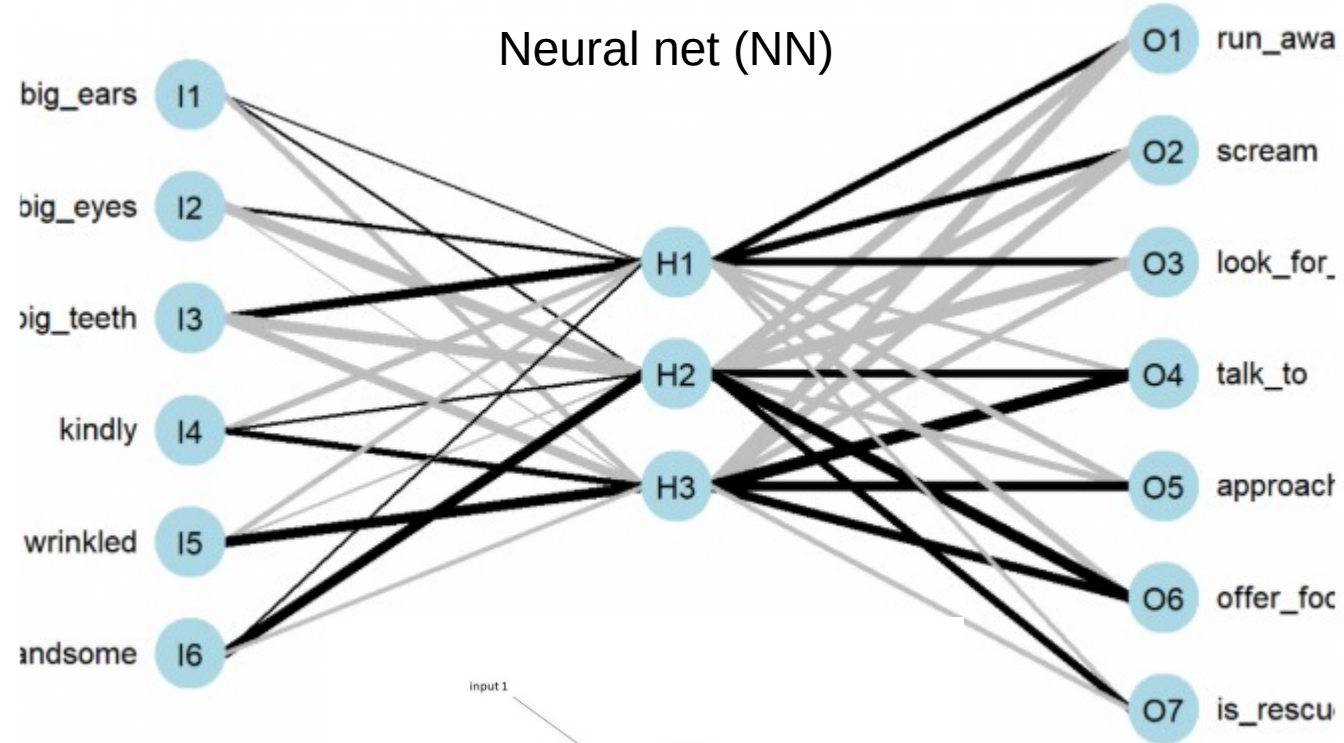 Neural net (NN)
big_ears I1
big_eyes I2
big_teeth I3
kindly I4
wrinkled I5
andsome I6
H1
H2
H3
O1 run_awa
O2 scream
O3 look_for_
O4 talk_to
O5 approach
O6 offer_foo
O7 is_rescu
input 1